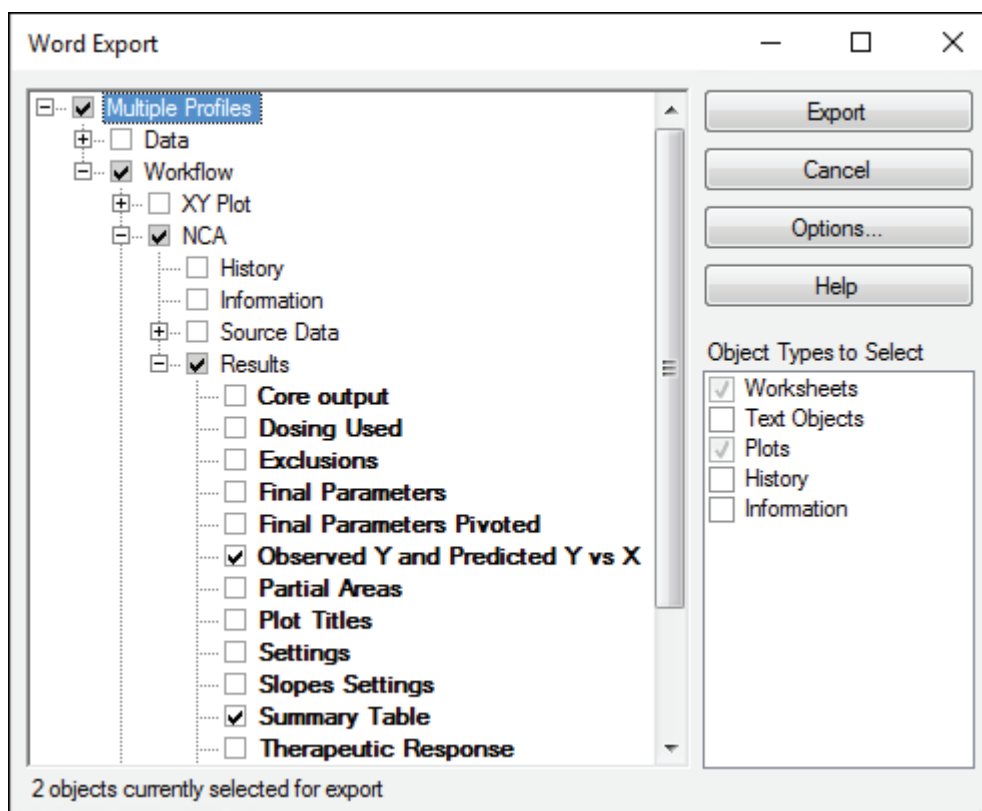 Word Export
Multiple Profiles
Data
Workflow
XY Plot
NCA
History
Information
Source Data
Results
Core output
Dosing Used
Exclusions
Final Parameters
Final Parameters Pivoted
Observed Y and Predicted Y vs X
Partial Areas
Plot Titles
Settings
Slopes Settings
Summary Table
Therapeutic Response
2 objects currently selected for export
Export
Cancel
Options...
Help
Object Types to Select
Worksheets
Text Objects
Plots
History
Information